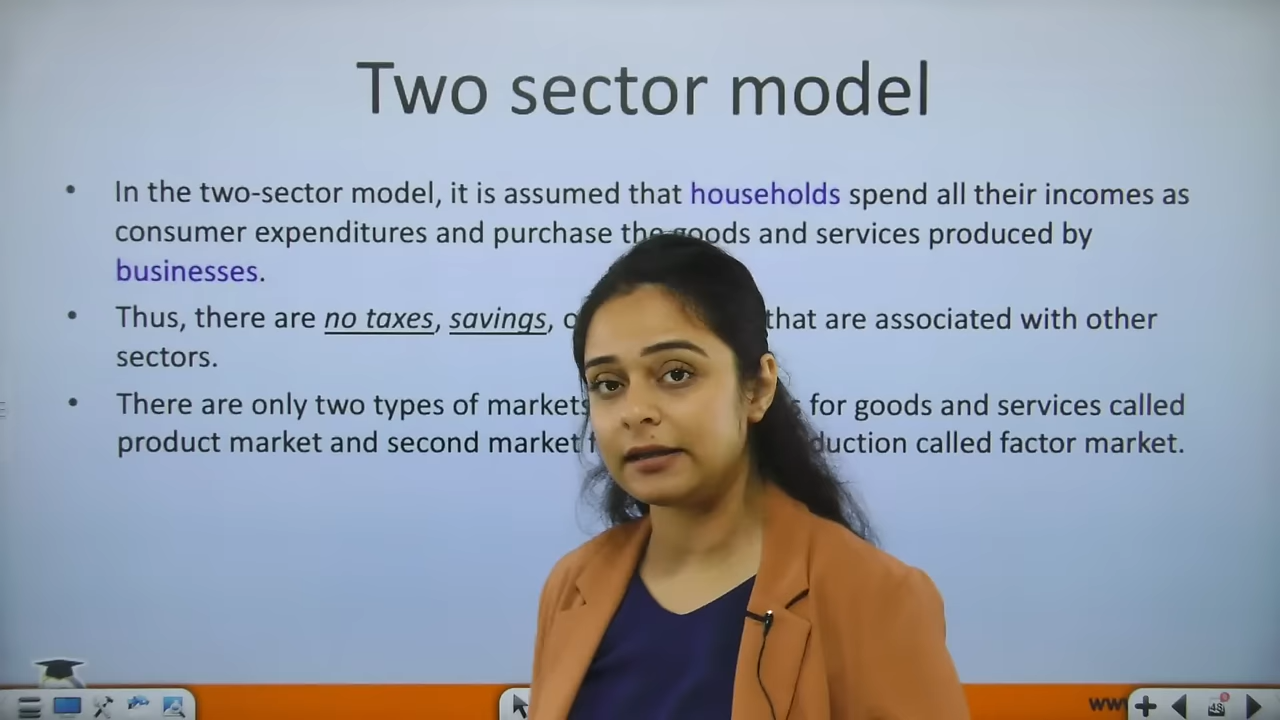 Two sector model
• In the two-sector model, it is assumed that households spend all their incomes as
consumer expenditures and purchase the goods and services produced by
businesses.
• Thus, there are no taxes, savings, that are associated with other
sectors.
• There are only two types of markets for goods and services called
product market and second market called factor market.
www
48